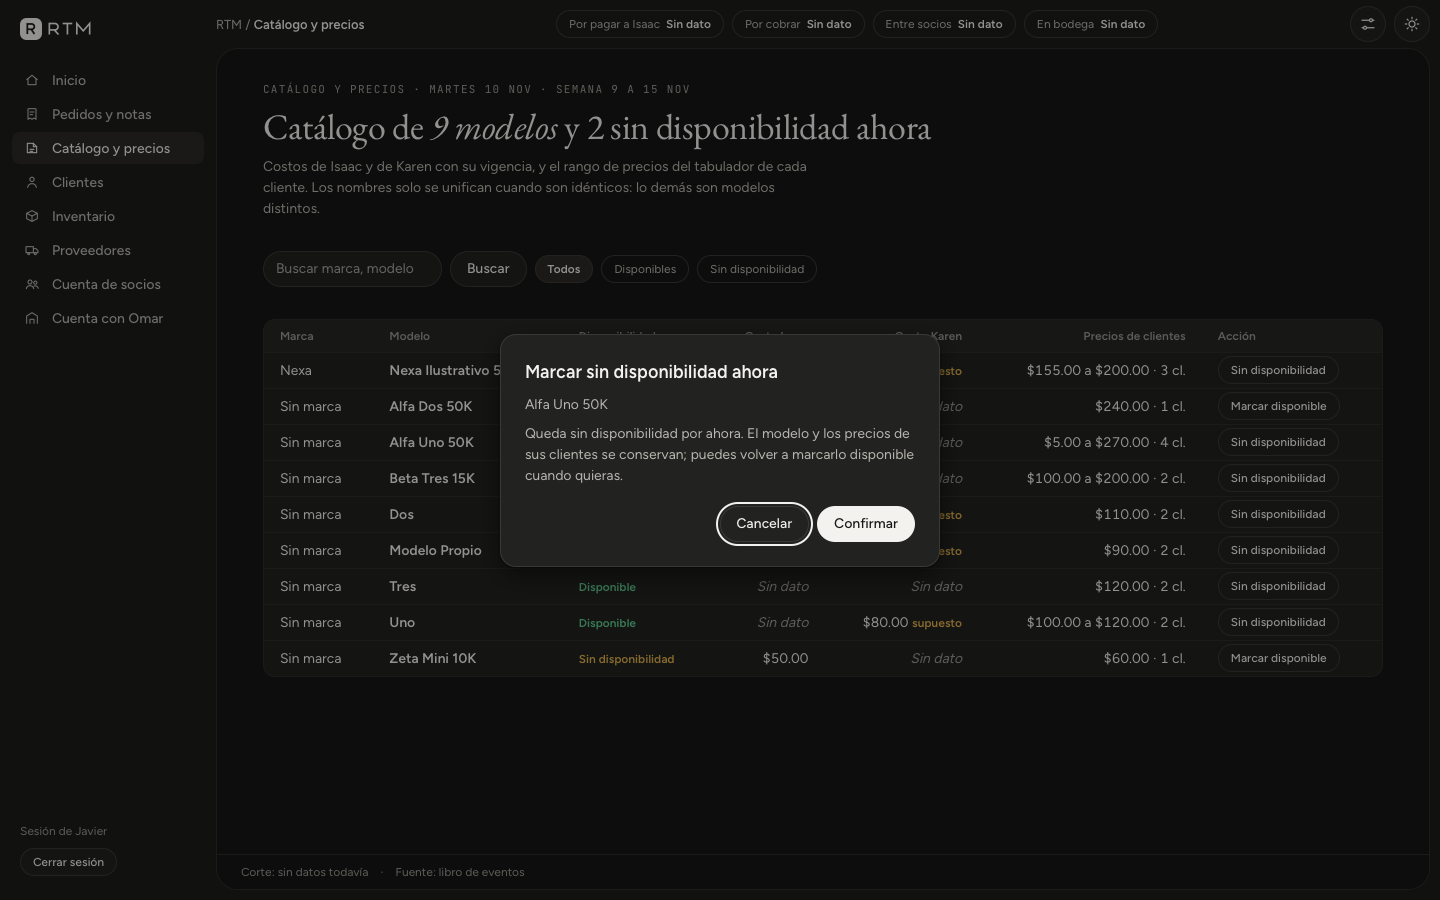 R RTM
RTM / Catálogo y precios
Por pagar a Isaac Sin dato
Por cobrar Sin dato
Entre socios Sin dato
En bodega Sin dato
Inicio
Pedidos y notas
Catálogo y precios
Clientes
Inventario
Proveedores
Cuenta de socios
Cuenta con Omar
Sesión de Javier
Cerrar sesión
CATÁLOGO Y PRECIOS · MARTES 10 NOV · SEMANA 9 A 15 NOV
Catálogo de 9 modelos y 2 sin disponibilidad ahora
Costos de Isaac y de Karen con su vigencia, y el rango de precios del tabulador de cada
cliente. Los nombres solo se unifican cuando son idénticos: lo demás son modelos
distintos.
Buscar marca, modelo
Buscar
Todos
Disponibles
Sin disponibilidad
Marca Modelo Karen Precios de clientes Acción
Nexa Nexa Ilustrativo $155.00 a $200.00 · 3 cl. Sin disponibilidad
Sin marca Alfa Dos 50K $240.00 · 1 cl. Marcar disponible
Sin marca Alfa Uno 50K $5.00 a $270.00 · 4 cl. Sin disponibilidad
Sin marca Beta Tres 15K $100.00 a $200.00 · 2 cl. Sin disponibilidad
Sin marca Dos $110.00 · 2 cl. Sin disponibilidad
Sin marca Modelo Propio $90.00 · 2 cl. Sin disponibilidad
Sin marca Tres Disponible Sin dato Sin dato $120.00 · 2 cl. Sin disponibilidad
Sin marca Uno Disponible Sin dato $80.00 supuesto $100.00 a $120.00 · 2 cl. Sin disponibilidad
Sin marca Zeta Mini 10K Sin disponibilidad $50.00 Sin dato $60.00 · 1 cl. Marcar disponible
Marcar sin disponibilidad ahora
Alfa Uno 50K
Queda sin disponibilidad por ahora. El modelo y los precios de
sus clientes se conservan; puedes volver a marcarlo disponible
cuando quieras.
Cancelar
Confirmar
Corte: sin datos todavía · Fuente: libro de eventos